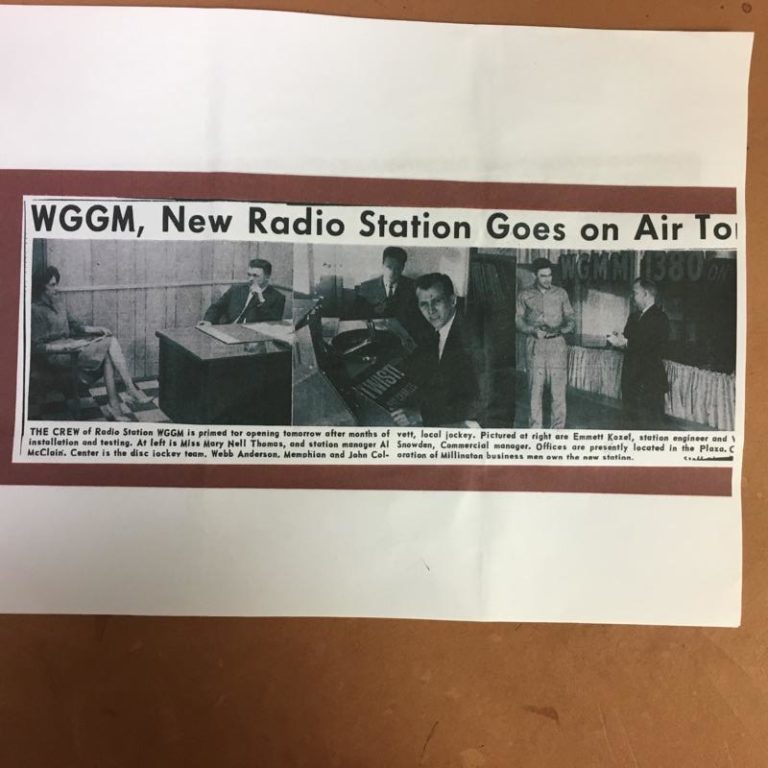 WGGM, New Radio Station Goes on Air To
WGMM 1380 ON
TWIST!
THE CREW of Radio Station WGGM is primed for opening tomorrow after months of
installation and testing. At left is Miss Mary Nell Thomas, and station manager Al
McClain. Center is the disc jockey team, Webb Anderson, Memphian and John Col-
vett, local jockey. Pictured at right are Emmett Kozel, station engineer and
Snowden, Commercial manager. Offices are presently located in the Plaza. C
oration of Millington business men own the new station.